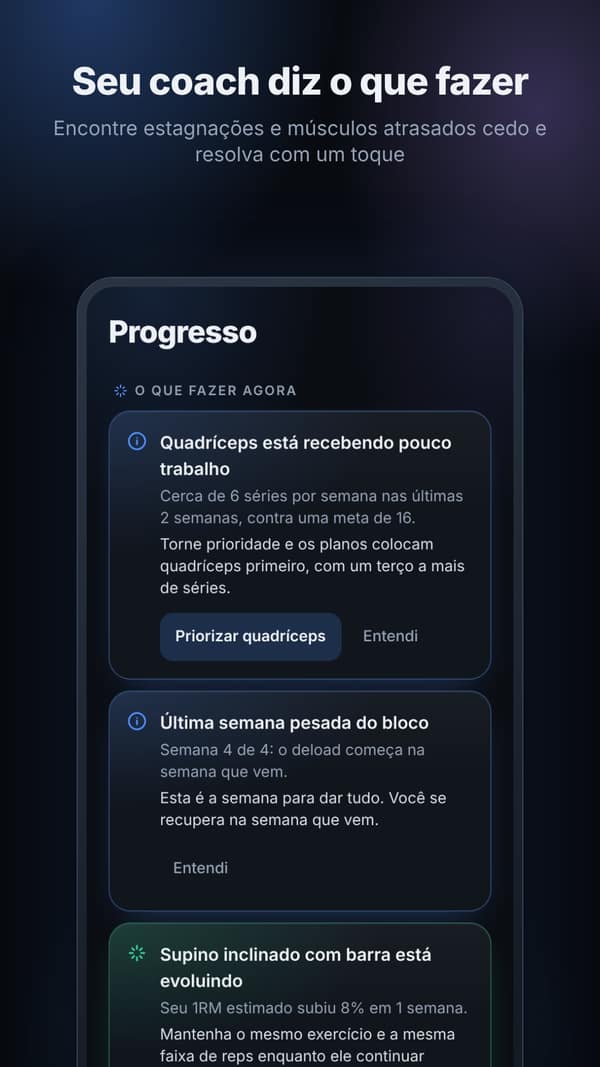 Seu coach diz o que fazer
Encontre estagnações e músculos atrasados cedo e
resolva com um toque
Progresso
O QUE FAZER AGORA
Quadríceps está recebendo pouco
trabalho
Cerca de 6 séries por semana nas últimas
2 semanas, contra uma meta de 16.
Torne prioridade e os planos colocam
quadríceps primeiro, com um terço a mais
de séries.
Priorizar quadríceps
Entendi
Última semana pesada do bloco
Semana 4 de 4: o deload começa na
semana que vem.
Esta é a semana para dar tudo. Você se
recupera na semana que vem.
Entendi
Supino inclinado com barra está
evoluindo
Seu 1RM estimado subiu 8% em 1 semana.
Mantenha o mesmo exercício e a mesma
faixa de reps enquanto ele continuar